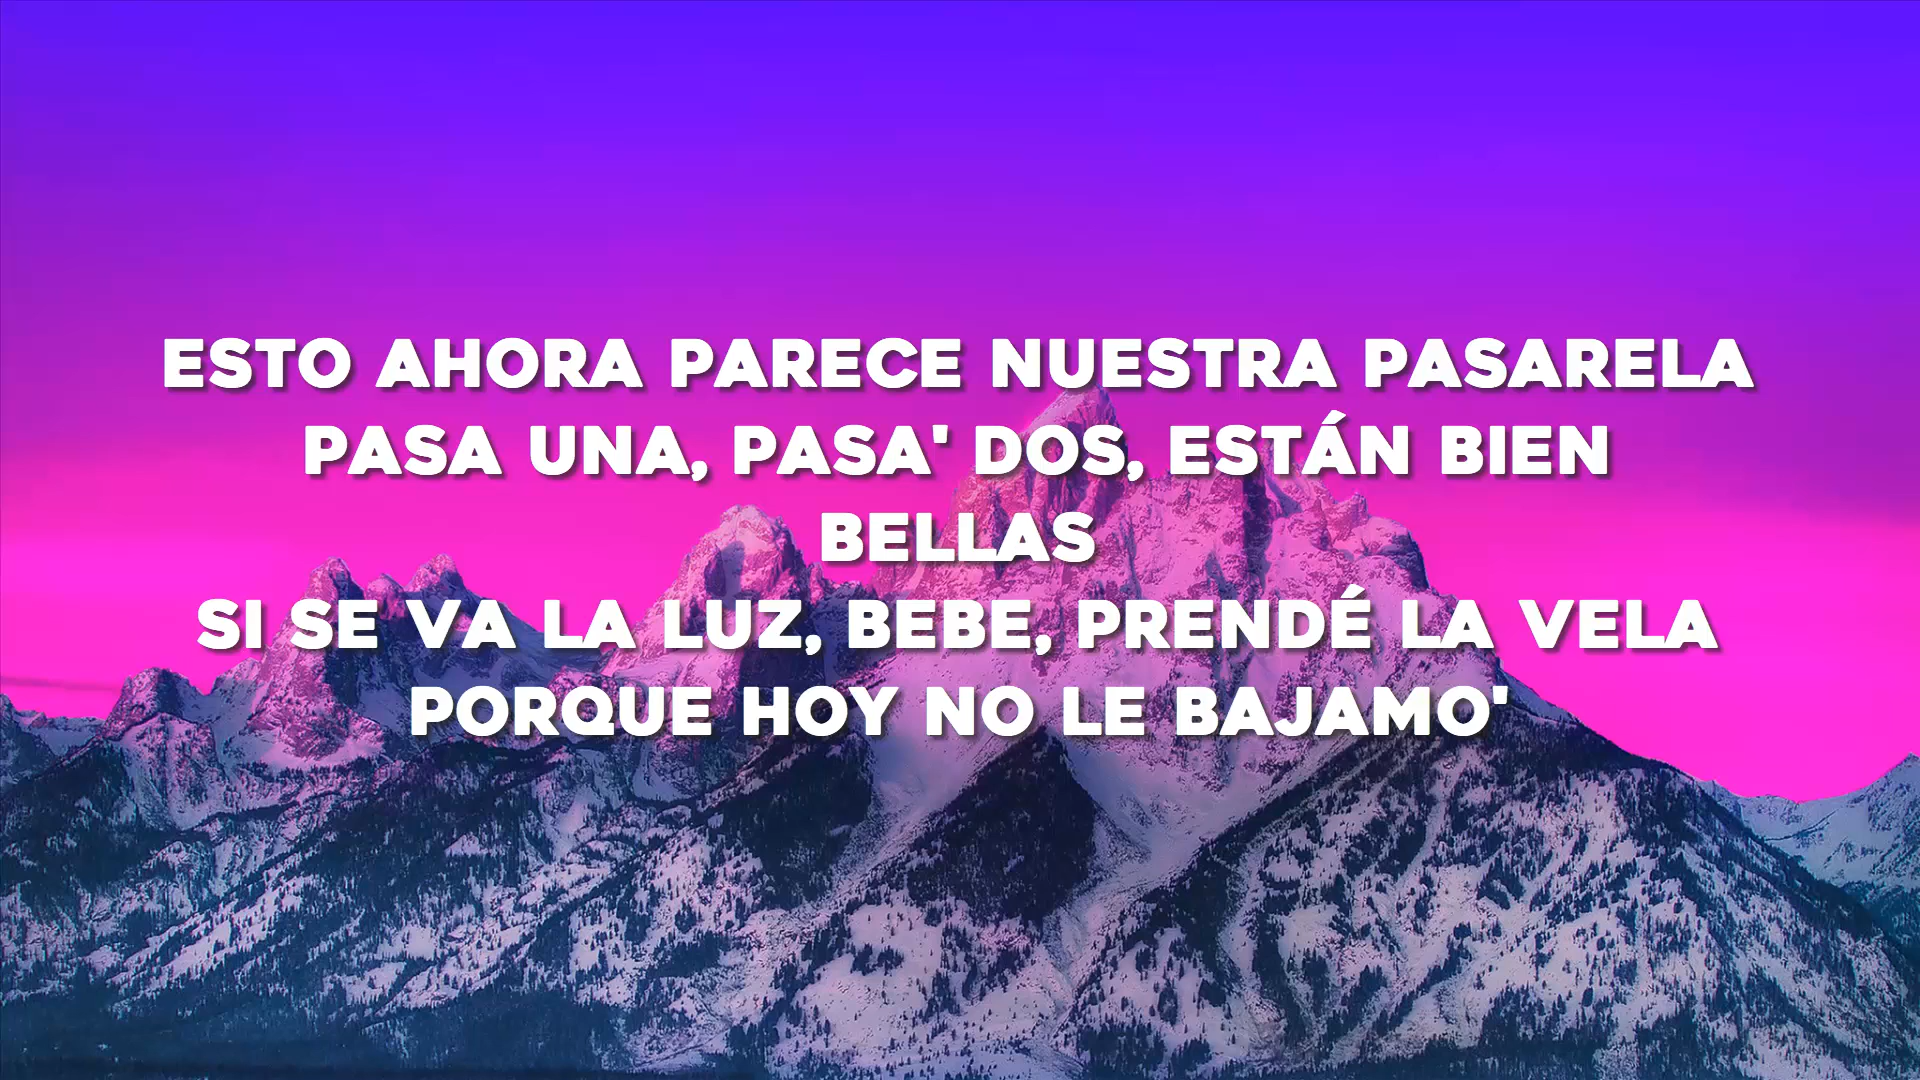 ESTO AHORA PARECE NUESTRA PASARELA
PASA UNA, PASA' DOS, ESTÁN BIEN
BELLAS
SI SE VA LA LUZ, BEBE, PRENDÉ LA VELA
PORQUE HOY NO LE BAJAMO'